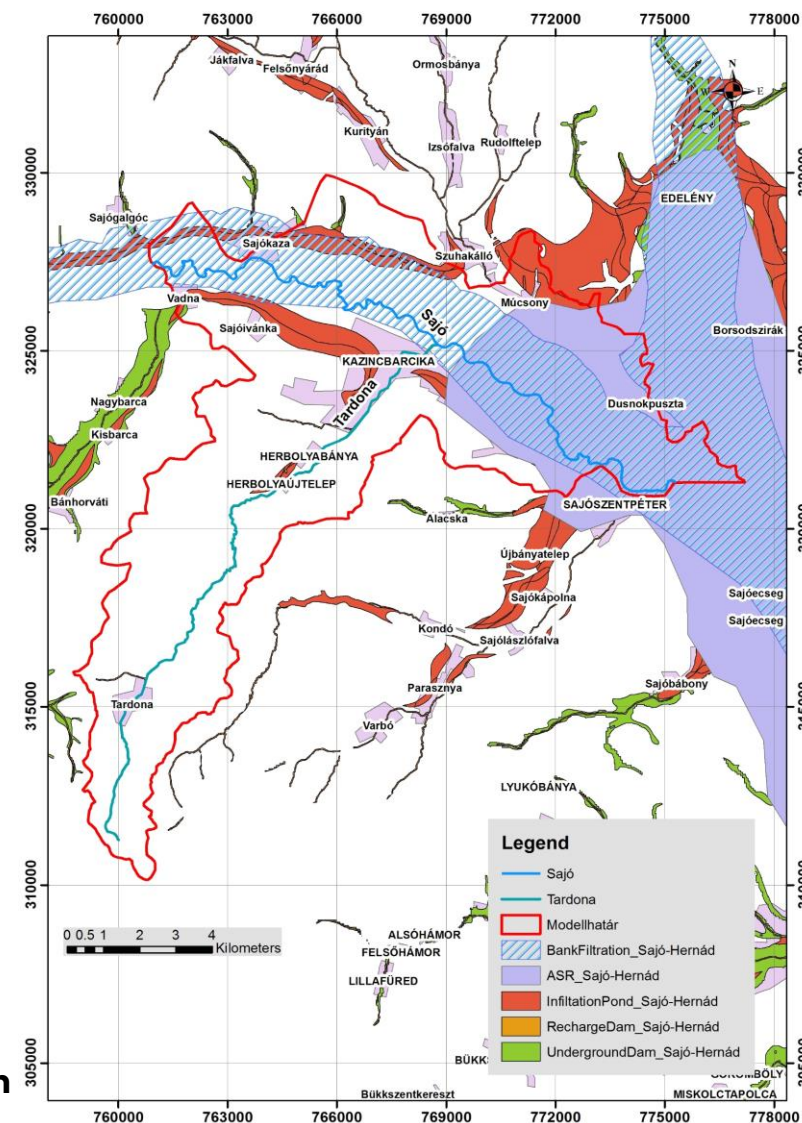 760000 763000 766000 769000 772000 775000 778000
Jákfalva
Felsőnyárád
Ormosbánya
N
W E
Kurityán
Izsófalva
Rudolftelep
330000
EDELÉNY
Sajógalgóc
Sajókaza
Szuhakálló
Vadna
Múcsony
Sajó
Sajóivánka
325000
Borsodszirák
KAZINCBARCIKA
Tardona
Nagybarca
Dusnokpuszta
Kisbarca
HERBOLYABÁNYA
HERBOLYAÚJTELEP
Bánhorváti
SAJÓSZENTPÉTER
Alacska
320000
Újbányatelep
Sajóecseg
Sajókápolna
Sajóecseg
Kondó
Sajólászlófalva
Parasznya
Sajóbábony
Tardona
315000
Varbó
LYUKÓBÁNYA
Legend
Sajó
Tardona
Modellhatár
BankFiltration_Sajó-Hernád
ASR_Sajó-Hernád
InfiltationPond_Sajó-Hernád
RechargeDam_Sajó-Hernád
UndergroundDam_Sajó-Hernád
310000
0 0.5 1 2 3 4
Kilometers
ALSÓHÁMOR
FELSŐHÁMOR
LILLAFÜRED
305000
n
Bükkszentkereszt
MISKOLCTAPOLCA
760000 763000 766000 769000 772000 775000 778000